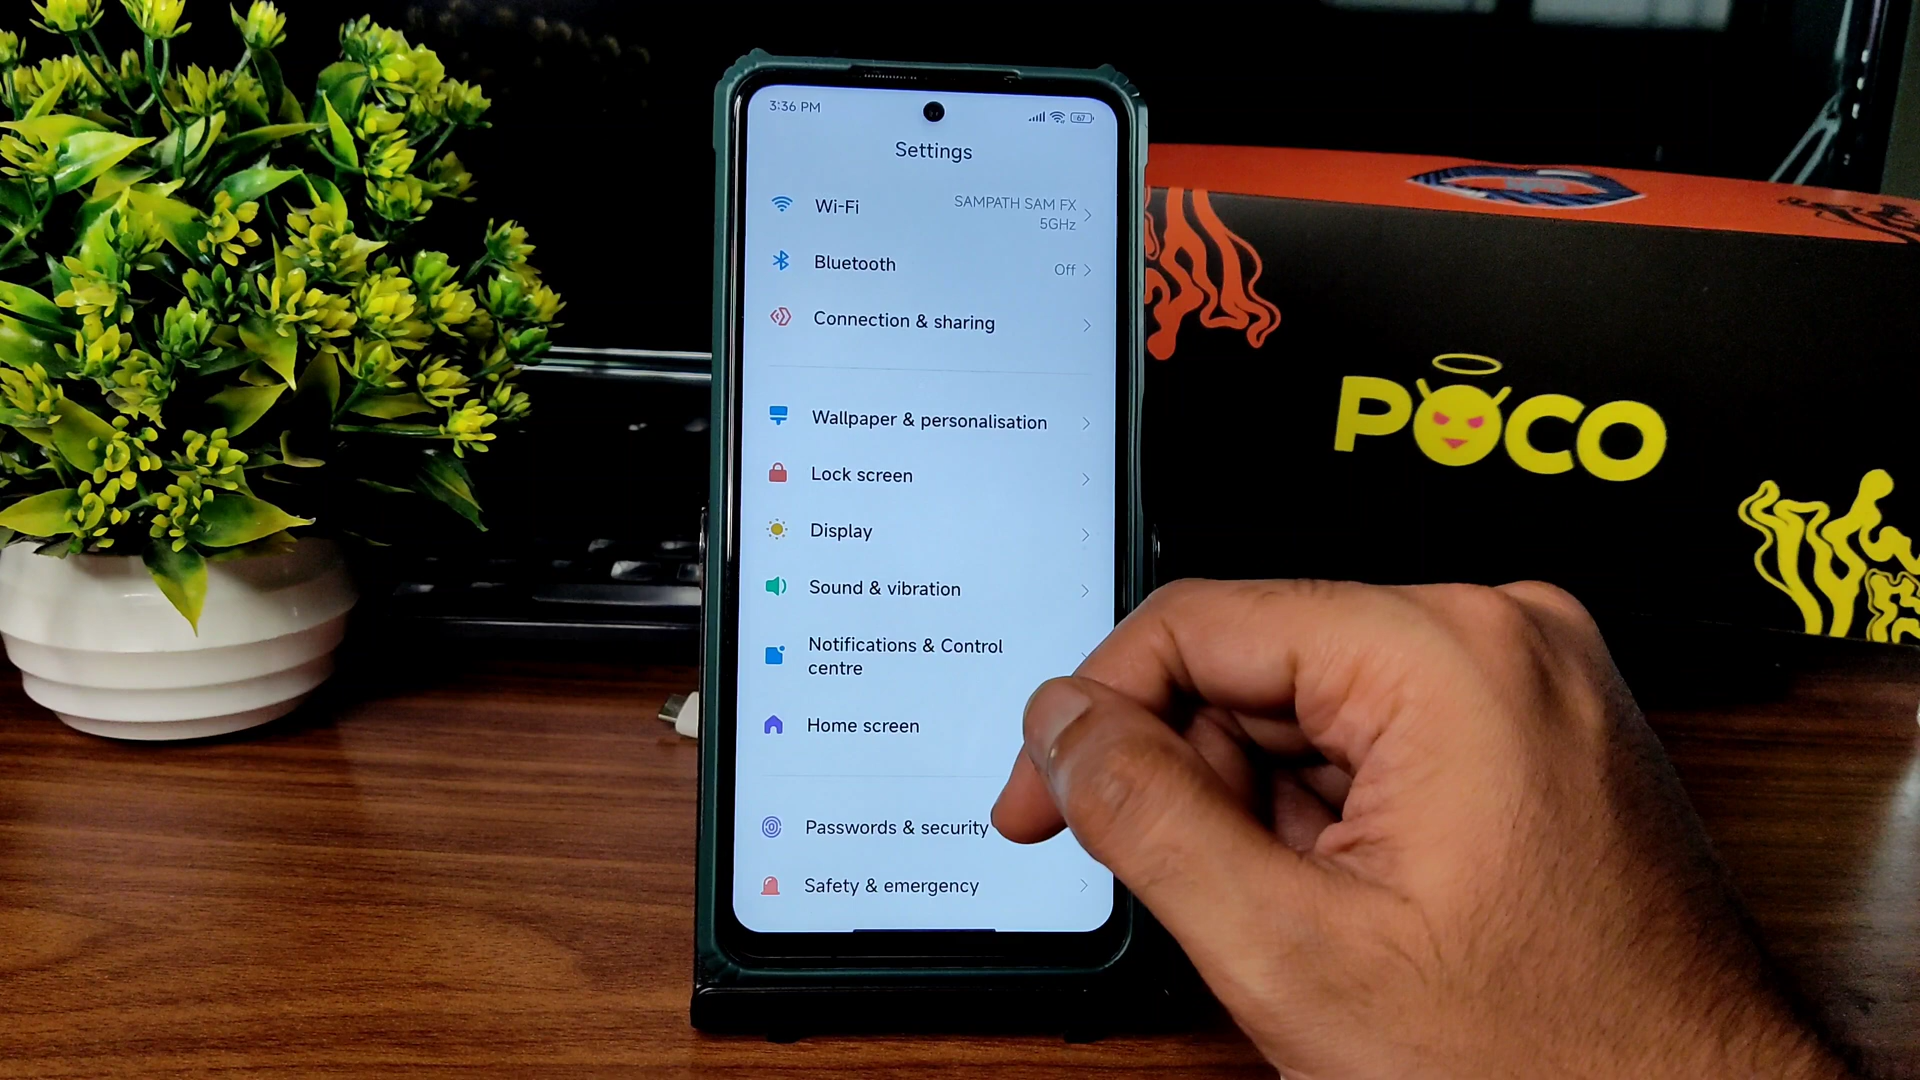 3:36 PM
67
Settings
Wi-Fi
SAMPATH SAM FX
5GHz
Bluetooth
Off
Connection & sharing
Wallpaper & personalisation
Lock screen
Display
Sound & vibration
Notifications & Control
centre
Home screen
Passwords & security
Safety & emergency
POCO